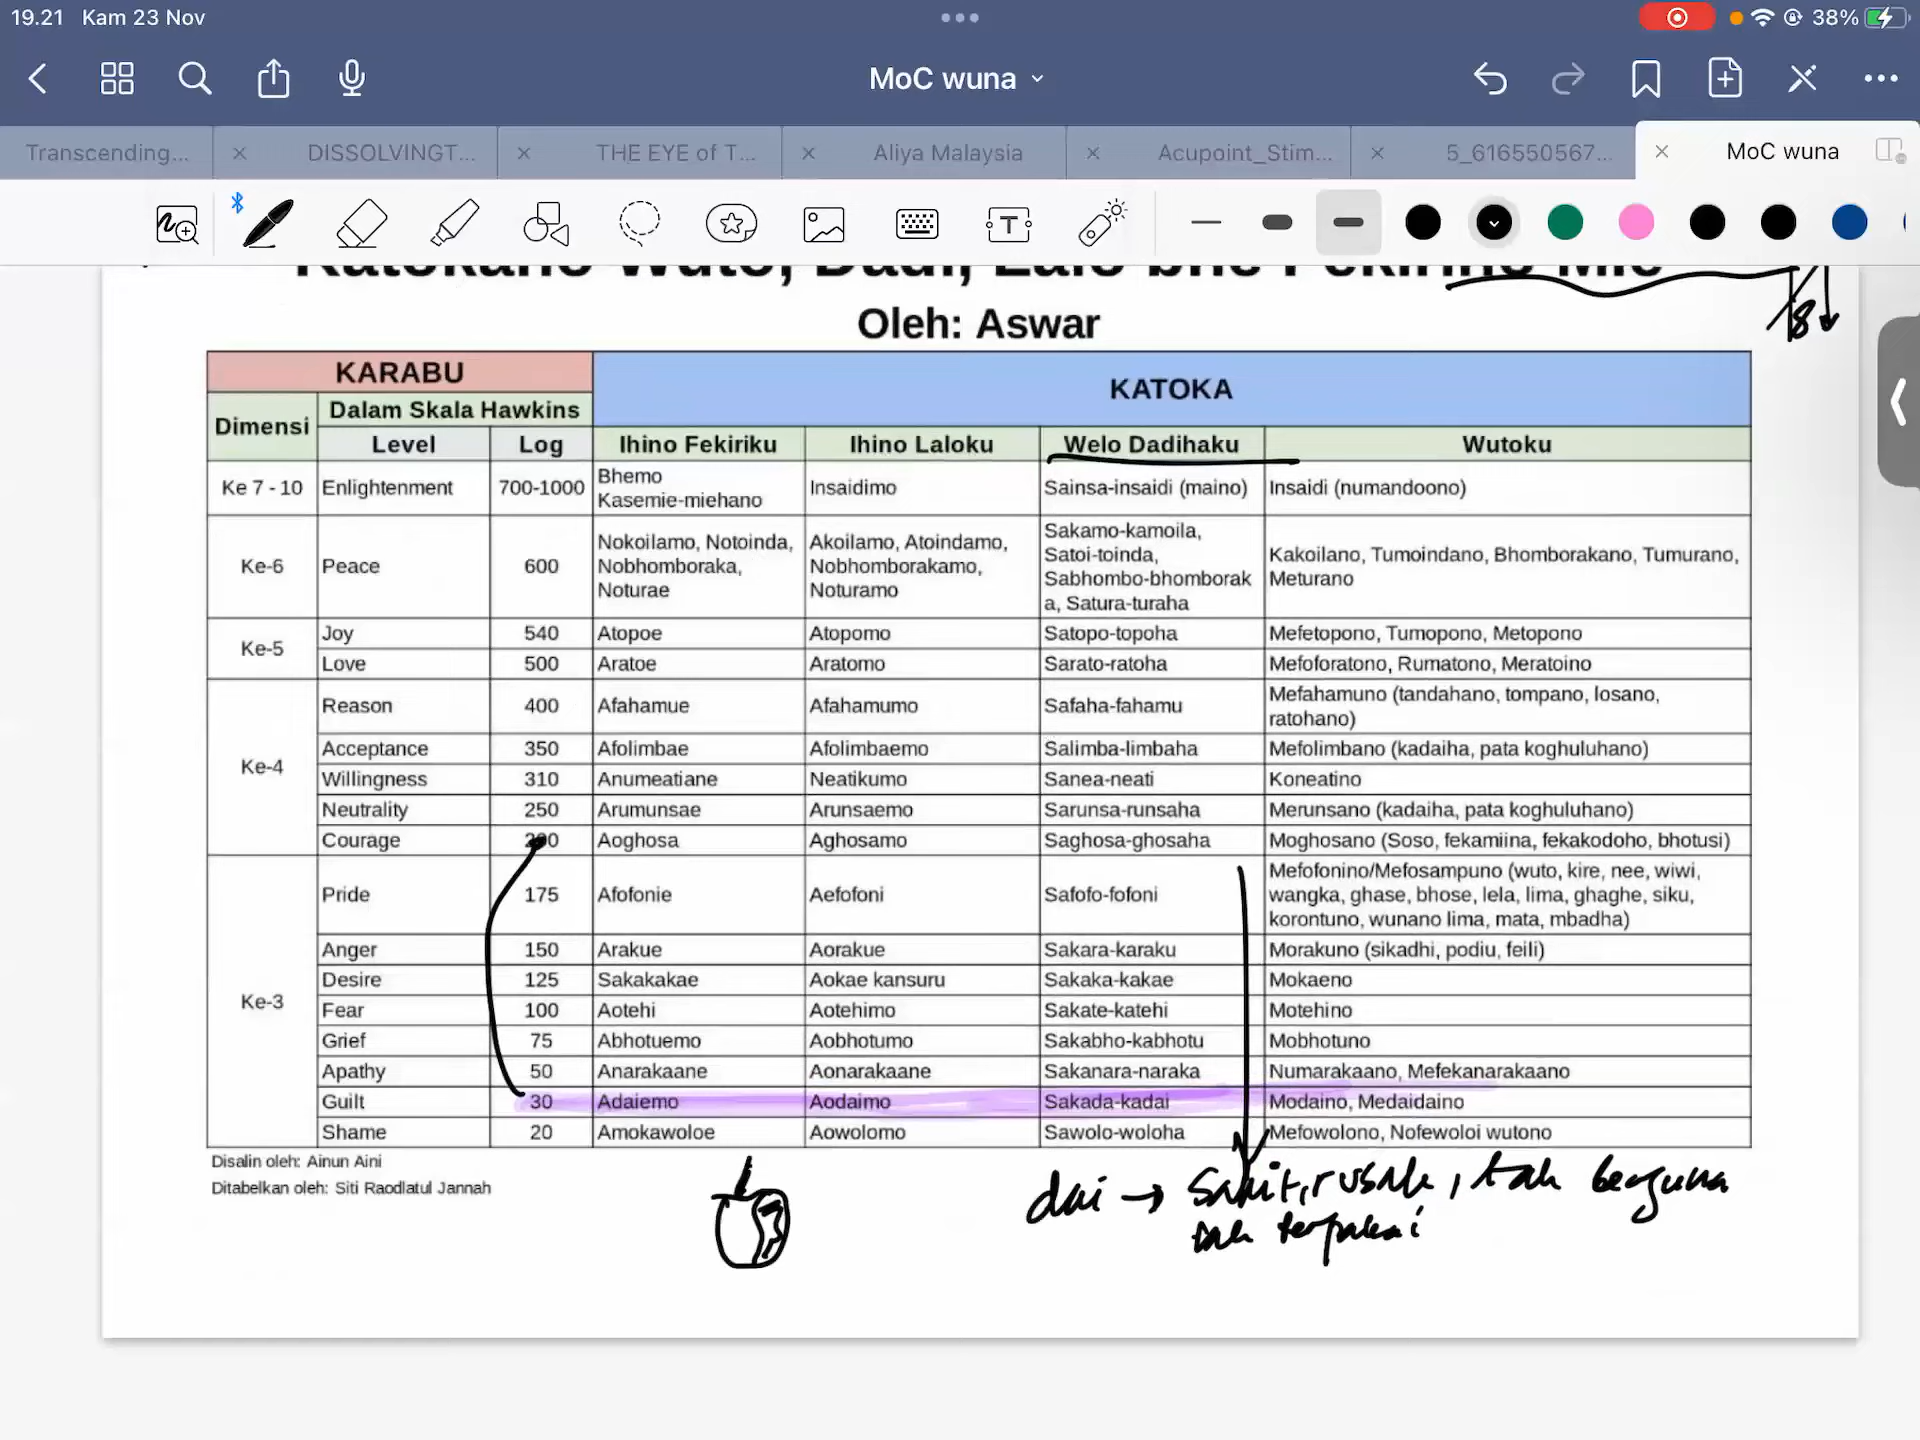 19.21 Kam 23 Nov
38%
MoC wuna
Transcending...
DISSOLVINGT...
THE EYE of T...
Aliya Malaysia
Acupoint_Stim...
5_616550567...
MoC wuna
Katokano Wuto, Dadi, Lalo bhe Fekirino Mie
18
Oleh: Aswar
KARABU
KATOKA
Dimensi
Dalam Skala Hawkins
Level
Log
Ihino Fekiriku
Ihino Laloku
Welo Dadihaku
Wutoku
Ke 7 - 10 Enlightenment 700-1000 Bhemo Kasemie-miehano Insaidimo Sainsa-insaidi (maino) Insaidi (numandoono)
Ke-6 Peace 600 Nokoilamo, Notoinda, Nobhomboraka, Noturae Akoilamo, Atoindamo, Nobhomborakamo, Noturamo Sakamo-kamoila, Satoi-toinda, Sabhombo-bhomboraka, Satura-turaha Kakoilano, Tumoindano, Bhomborakano, Tumurano, Meturano
Ke-5 Joy 540 Atopoe Atopomo Satopo-topoha Mefetopono, Tumopono, Metopono
Love 500 Aratoe Aratomo Sarato-ratoha Mefoforatono, Rumatono, Meratoino
Ke-4 Reason 400 Afahamue Afahamumo Safaha-fahamu Mefahamuno (tandahano, tompano, losano, ratohano)
Acceptance 350 Afolimbae Afolimbaemo Salimba-limbaha Mefolimbano (kadaiha, pata koghuluhano)
Willingness 310 Anumeatiane Neatikumo Sanea-neati Koneatino
Neutrality 250 Arumunsae Arunsaemo Sarunsa-runsaha Merunsano (kadaiha, pata koghuluhano)
Courage 200 Aoghosa Aghosamo Saghosa-ghosaha Moghosano (Soso, fekamiina, fekakodoho, bhotusi)
Ke-3 Pride 175 Afofonie Aefofoni Safofo-fofoni Mefofonino/Mefosampuno (wuto, kire, nee, wiwi, wangka, ghase, bhose, lela, lima, ghaghe, siku, korontuno, wunano lima, mata, mbadha)
Anger 150 Arakue Aorakue Sakara-karaku Morakuno (sikadhi, podiu, feili)
Desire 125 Sakakakae Aokae kansuru Sakaka-kakae Mokaeno
Fear 100 Aotehi Aotehimo Sakate-katehi Motehino
Grief 75 Abhotuemo Aobhotumo Sakabho-kabhotu Mobhotuno
Apathy 50 Anarakaane Aonarakaane Sakanara-naraka Numarakaano, Mefekanarakaano
Guilt 30 Adaiemo Aodaimo Sakada-kadai Modaino, Medaidaino
Shame 20 Amokawoloe Aowolomo Sawolo-woloha Mefowolono, Nofewoloi wutono
Disalin oleh: Ainun Aini
Ditabelkan oleh: Siti Raodlatul Jannah
dai → Sakit, rusak, tak berguna
tak terpakai